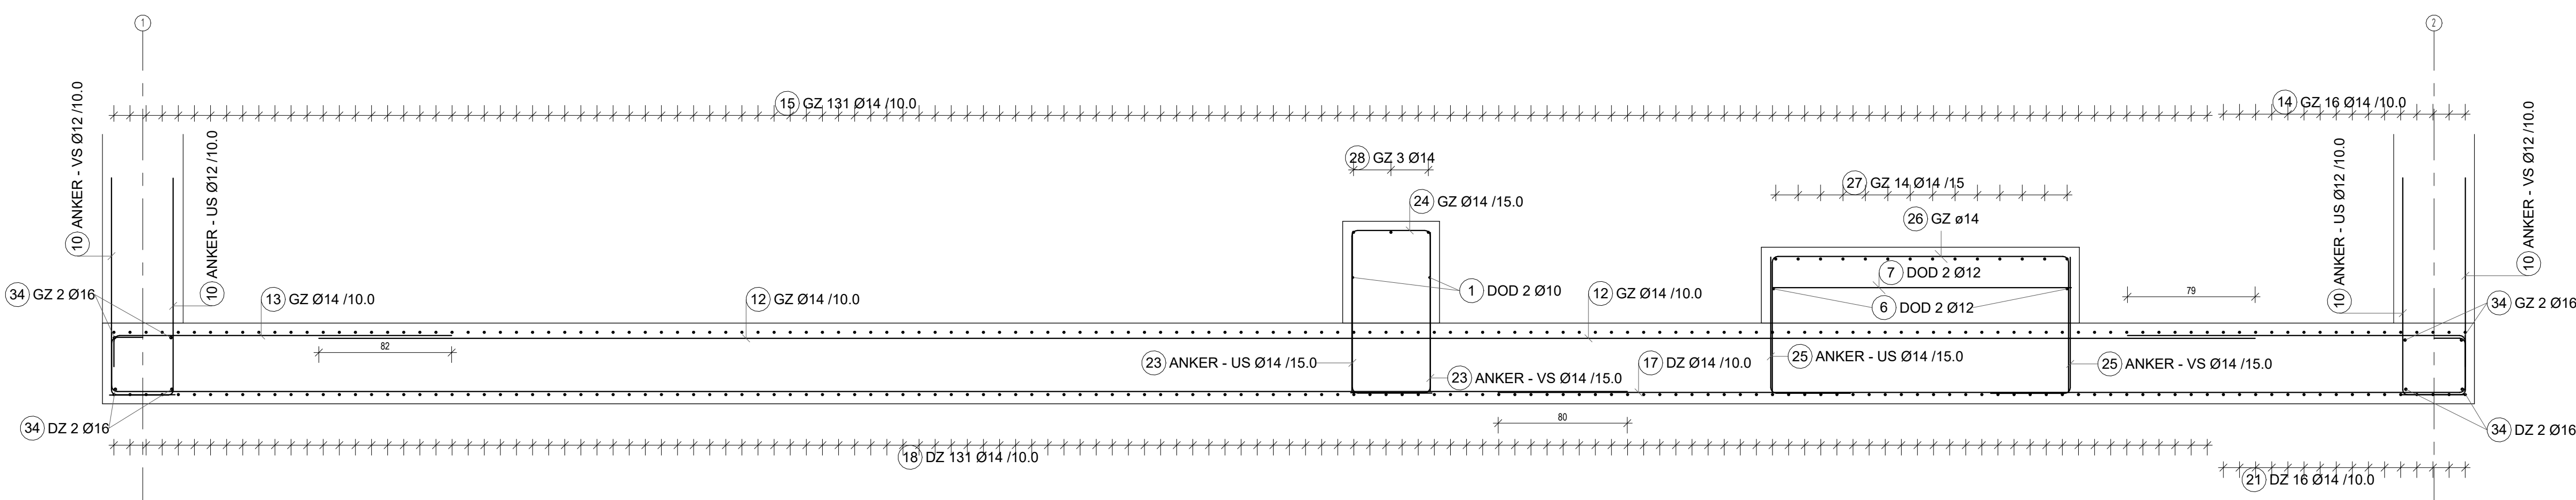 1
2
10 ANKER - VS Ø12 /10.0
15 GZ 131 Ø14 /10.0
14 GZ 16 Ø14 /10.0
10 ANKER - VS Ø12 /10.0
10 ANKER - US Ø12 /10.0
10 ANKER - US Ø12 /10.0
28 GZ 3 Ø14
27 GZ 14 Ø14 /15
24 GZ Ø14 /15.0
26 GZ ø14
7 DOD 2 Ø12
34 GZ 2 Ø16
13 GZ Ø14 /10.0
12 GZ Ø14 /10.0
1 DOD 2 Ø10
12 GZ Ø14 /10.0
6 DOD 2 Ø12
79
34 GZ 2 Ø16
82
23 ANKER - US Ø14 /15.0
23 ANKER - VS Ø14 /15.0
17 DZ Ø14 /10.0
25 ANKER - US Ø14 /15.0
25 ANKER - VS Ø14 /15.0
80
34 DZ 2 Ø16
34 DZ 2 Ø16
18 DZ 131 Ø14 /10.0
21 DZ 16 Ø14 /10.0